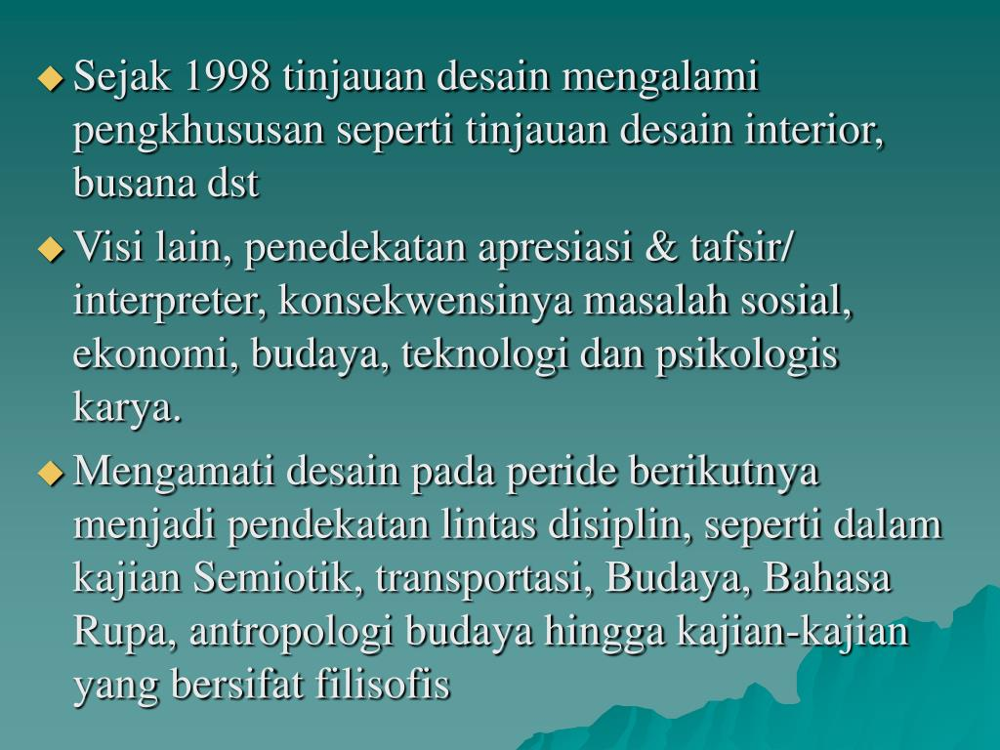 Sejak 1998 tinjauan desain mengalami
pengkhususan seperti tinjauan desain interior,
busana dst
Visi lain, penedekatan apresiasi & tafsir/
interpreter, konsekwensinya masalah sosial,
ekonomi, budaya, teknologi dan psikologis
karya.
Mengamati desain pada peride berikutnya
menjadi pendekatan lintas disiplin, seperti dalam
kajian Semiotik, transportasi, Budaya, Bahasa
Rupa, antropologi budaya hingga kajian-kajian
yang bersifat filisofis